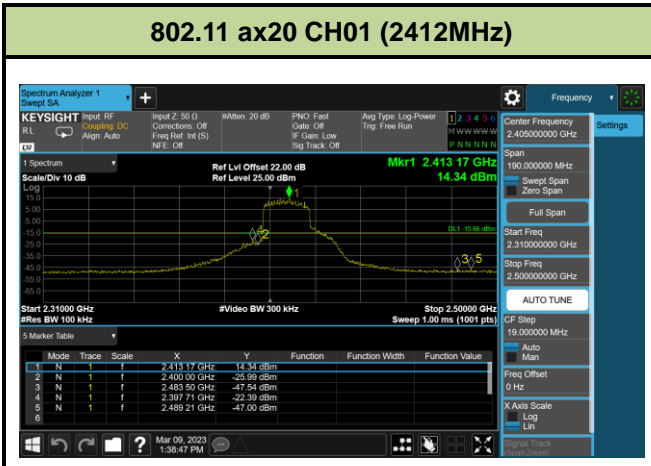 802.11 ax20 CH01 (2412MHz)
Spectrum Analyzer 1
Swept SA
Frequency
KEYSIGHT
RL
Input: RF
Coupling: DC
Align: Auto
Input Z: 50 Ω
Corrections: Off
Freq Ref: Int (S)
NFE: Off
#Atten: 20 dB
PNO: Fast
Gate: Off
IF Gain: Low
Sig Track: Off
Avg Type: Log-Power
Trig: Free Run
1 2 3 4 5 6
M W W W W W
P N N N N N
1 Spectrum
Scale/Div 10 dB
Ref Lvl Offset 22.00 dB
Ref Level 25.00 dBm
Mkr1 2.413 17 GHz
14.34 dBm
Log
15.0
5.00
-5.00
-15.0
-25.0
-35.0
-45.0
-55.0
-65.0
1
4 2
3 5
DL1 -15.66 dBm
Start 2.31000 GHz
#Res BW 100 kHz
#Video BW 300 kHz
Stop 2.50000 GHz
Sweep 1.00 ms (1001 pts)
5 Marker Table
Mode Trace Scale X Y Function Function Width Function Value
1 N 1 f 2.413 17 GHz 14.34 dBm
2 N 1 f 2.400 00 GHz -25.99 dBm
3 N 1 f 2.483 50 GHz -47.54 dBm
4 N 1 f 2.397 71 GHz -22.39 dBm
5 N 1 f 2.489 21 GHz -47.00 dBm
6
Mar 09, 2023
1:38:47 PM
Center Frequency
2.405000000 GHz
Settings
Span
190.000000 MHz
Swept Span
Zero Span
Full Span
Start Freq
2.310000000 GHz
Stop Freq
2.500000000 GHz
AUTO TUNE
CF Step
19.000000 MHz
Auto
Man
Freq Offset
0 Hz
X Axis Scale
Log
Lin
Signal Track
(Span Zoom)